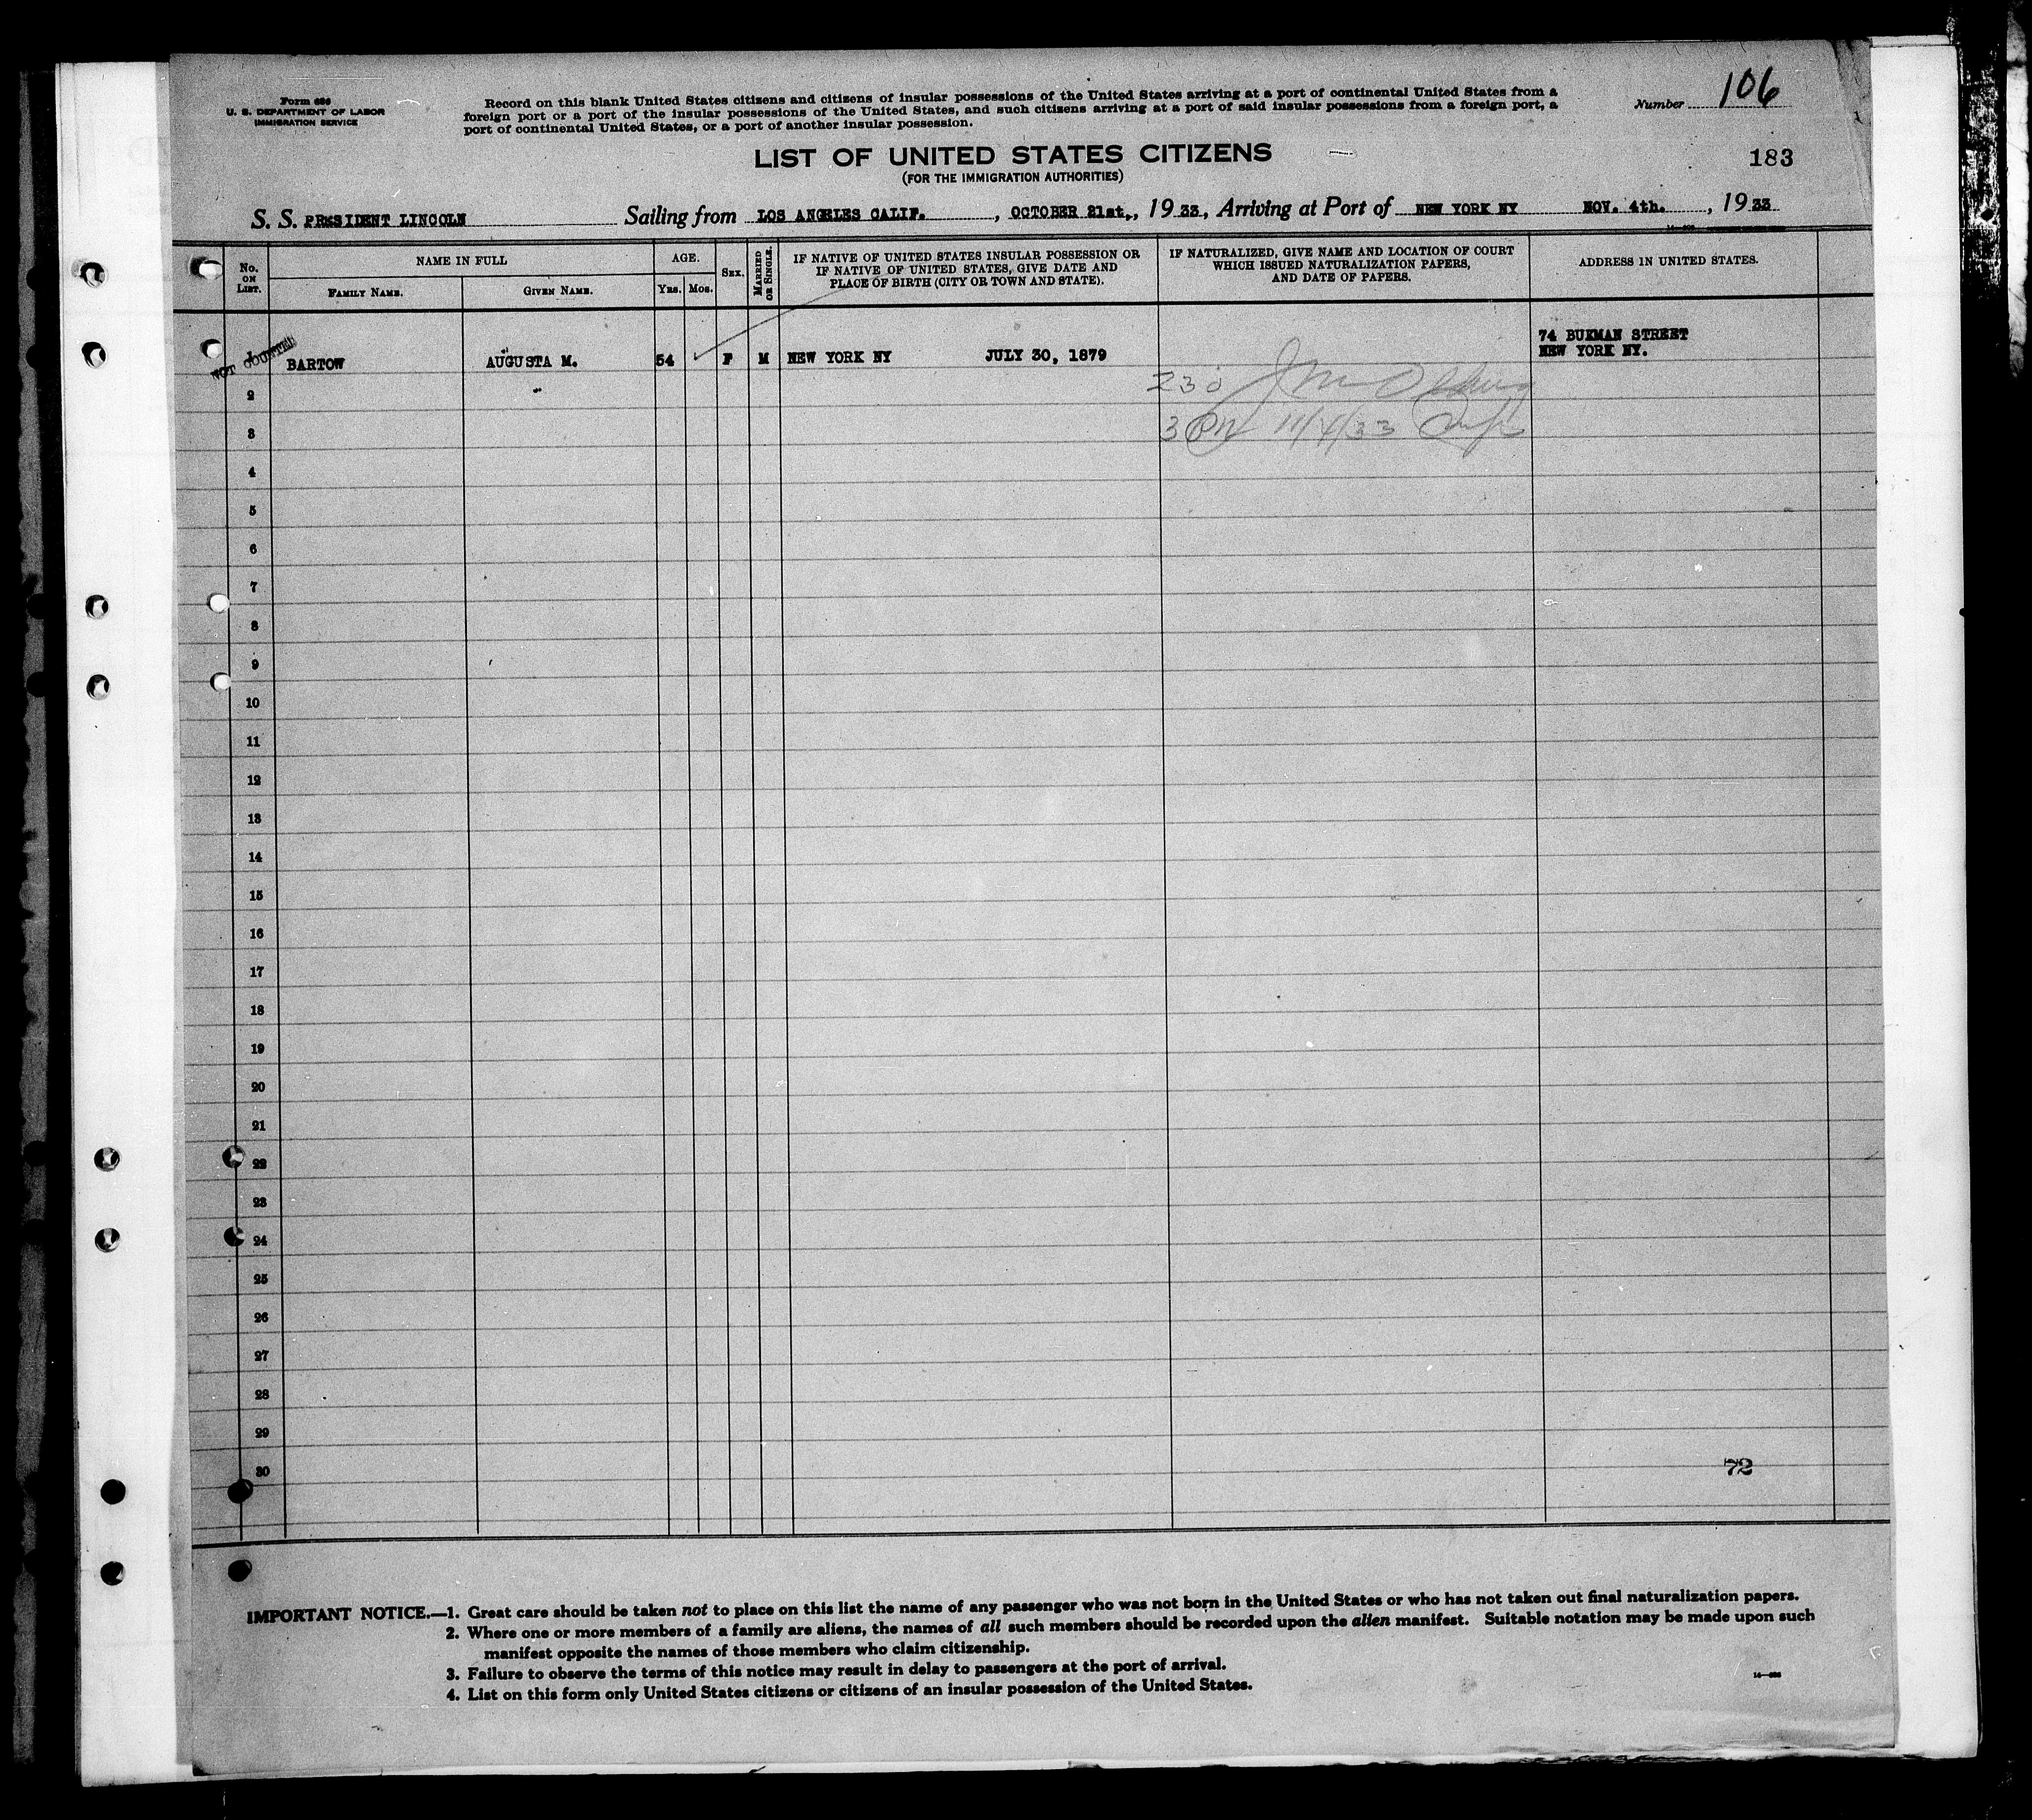 Form 686
U. S. DEPARTMENT OF LABOR
IMMIGRATION SERVICE
Record on this blank United States citizens and citizens of insular possessions of the United States arriving at a port of continental United States from a
foreign port or a port of the insular possessions of the United States, and such citizens arriving at a port of said insular possessions from a foreign port, a
port of continental United States, or a port of another insular possession.
Number 106
LIST OF UNITED STATES CITIZENS
(FOR THE IMMIGRATION AUTHORITIES)
183
S. S. PRESIDENT LINCOLN Sailing from LOS ANGELES CALIF. , OCTOBER 21st., 1933, Arriving at Port of NEW YORK NY NOV. 4th. , 1933
No. ON LIST.
NAME IN FULL
FAMILY NAME.
GIVEN NAME.
AGE.
YRS. MOS.
SEX.
MARRIED OR SINGLE.
IF NATIVE OF UNITED STATES INSULAR POSSESSION OR
IF NATIVE OF UNITED STATES, GIVE DATE AND
PLACE OF BIRTH (CITY OR TOWN AND STATE).
IF NATURALIZED, GIVE NAME AND LOCATION OF COURT
WHICH ISSUED NATURALIZATION PAPERS,
AND DATE OF PAPERS.
ADDRESS IN UNITED STATES.
NOT COUNTED
1 BARTOW AUGUSTA M. 54 F M NEW YORK NY JULY 30, 1879
74 BUKMAN STREET
NEW YORK NY.
2 230
3 3 PM 11/4/33
4
5
6
7
8
9
10
11
12
13
14
15
16
17
18
19
20
21
22
23
24
25
26
27
28
29
30 72
IMPORTANT NOTICE.—1. Great care should be taken not to place on this list the name of any passenger who was not born in the United States or who has not taken out final naturalization papers.
2. Where one or more members of a family are aliens, the names of all such members should be recorded upon the alien manifest. Suitable notation may be made upon such
manifest opposite the names of those members who claim citizenship.
3. Failure to observe the terms of this notice may result in delay to passengers at the port of arrival.
4. List on this form only United States citizens or citizens of an insular possession of the United States.